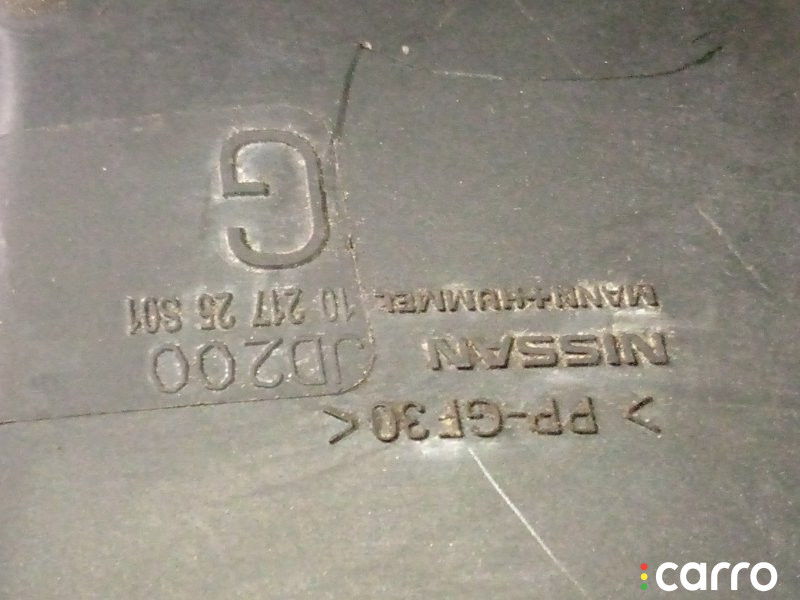 >PP-GF30<
NISSAN
MANN+HUMMEL
JD200
10 217 25 S01
G
carro